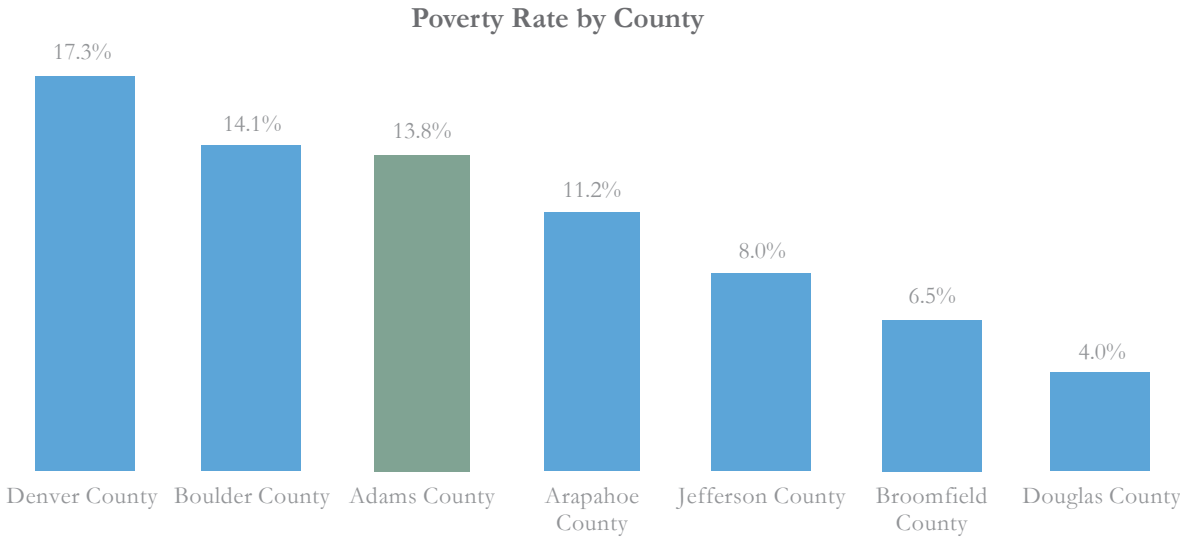 Poverty Rate by County
17.3%
14.1%
13.8%
11.2%
8.0%
6.5%
4.0%
Denver County
Boulder County
Adams County
Arapahoe
County
Jefferson County
Broomfield
County
Douglas County